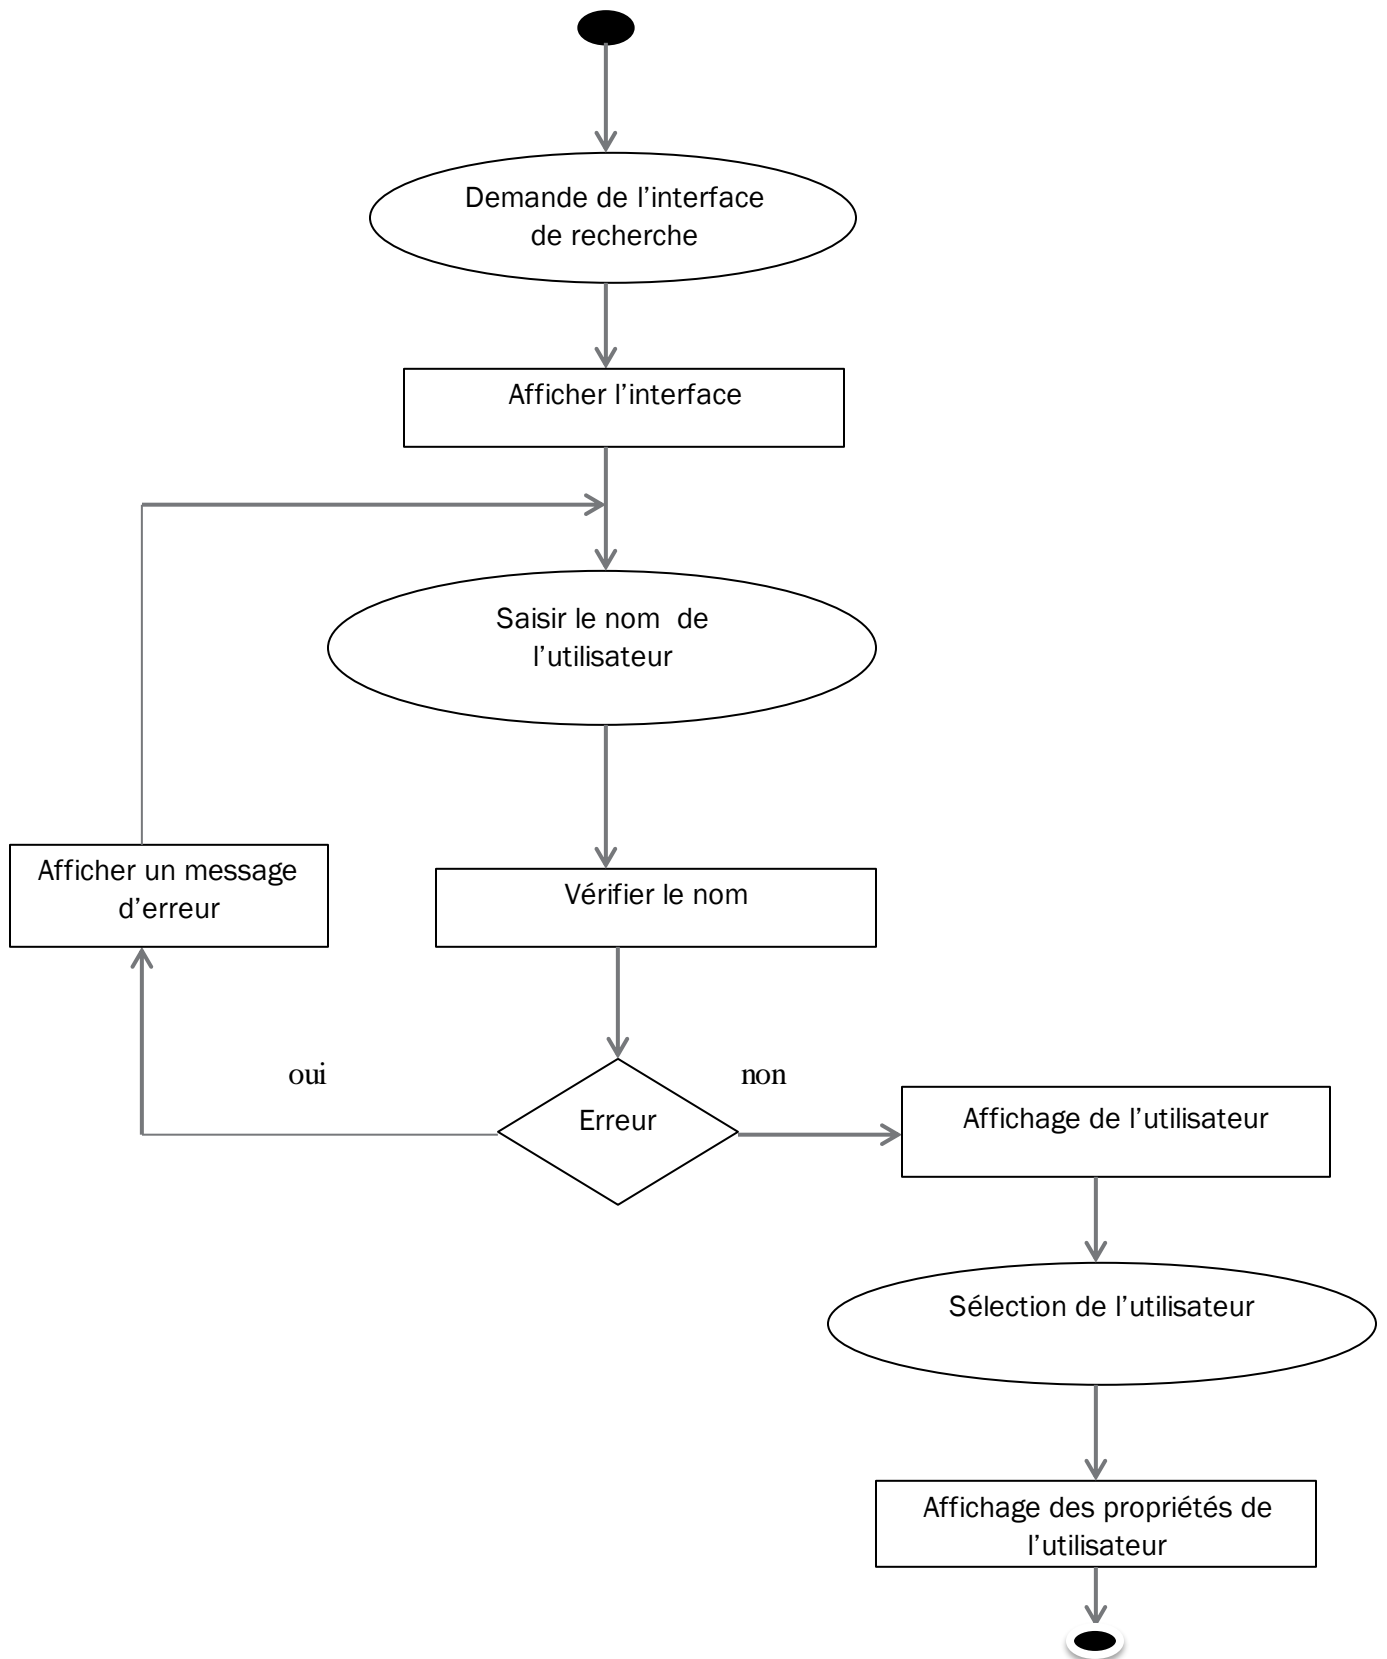 Demande de l’interface
de recherche
Afficher l’interface
Saisir le nom  de
l’utilisateur
Afficher un message
d’erreur
Vérifier le nom
oui
non
Erreur
Affichage de l’utilisateur
Sélection de l’utilisateur
Affichage des propriétés de
l’utilisateur